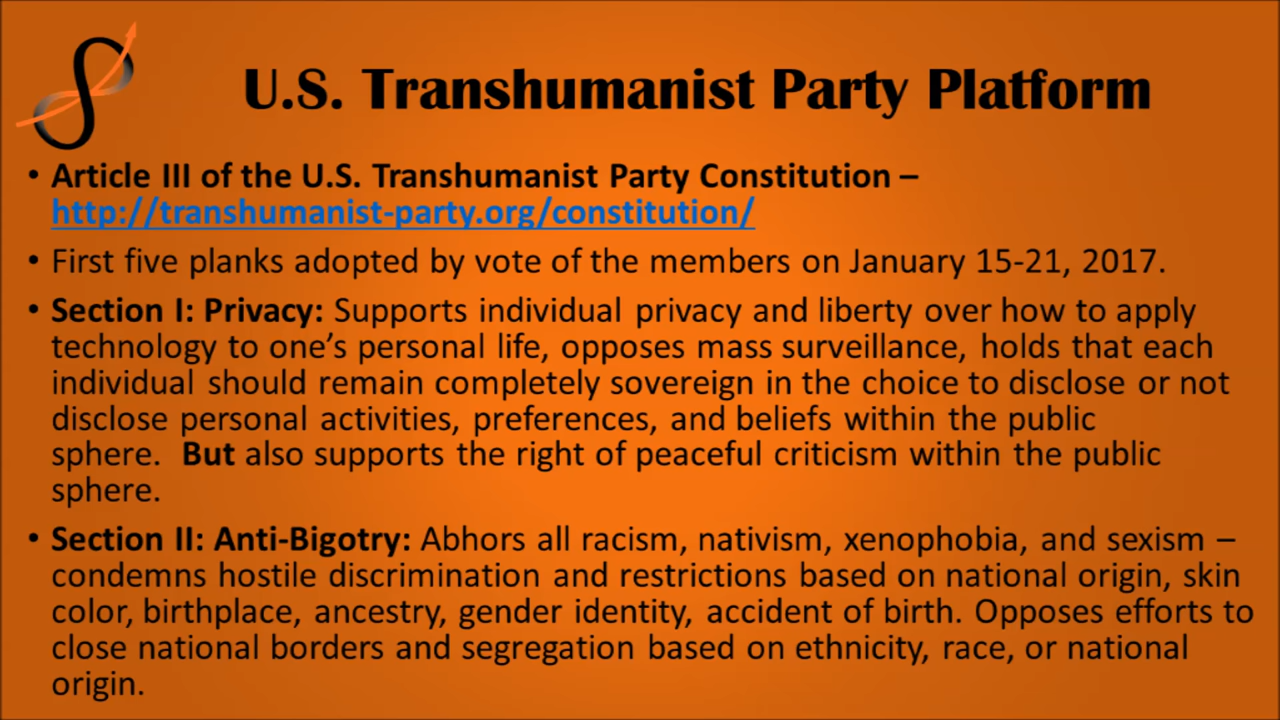 U.S. Transhumanist Party Platform
• Article III of the U.S. Transhumanist Party Constitution –
http://transhumanist-party.org/constitution/
• First five planks adopted by vote of the members on January 15-21, 2017.
• Section I: Privacy: Supports individual privacy and liberty over how to apply
technology to one’s personal life, opposes mass surveillance, holds that each
individual should remain completely sovereign in the choice to disclose or not
disclose personal activities, preferences, and beliefs within the public
sphere. But also supports the right of peaceful criticism within the public
sphere.
• Section II: Anti-Bigotry: Abhors all racism, nativism, xenophobia, and sexism –
condemns hostile discrimination and restrictions based on national origin, skin
color, birthplace, ancestry, gender identity, accident of birth. Opposes efforts to
close national borders and segregation based on ethnicity, race, or national
origin.